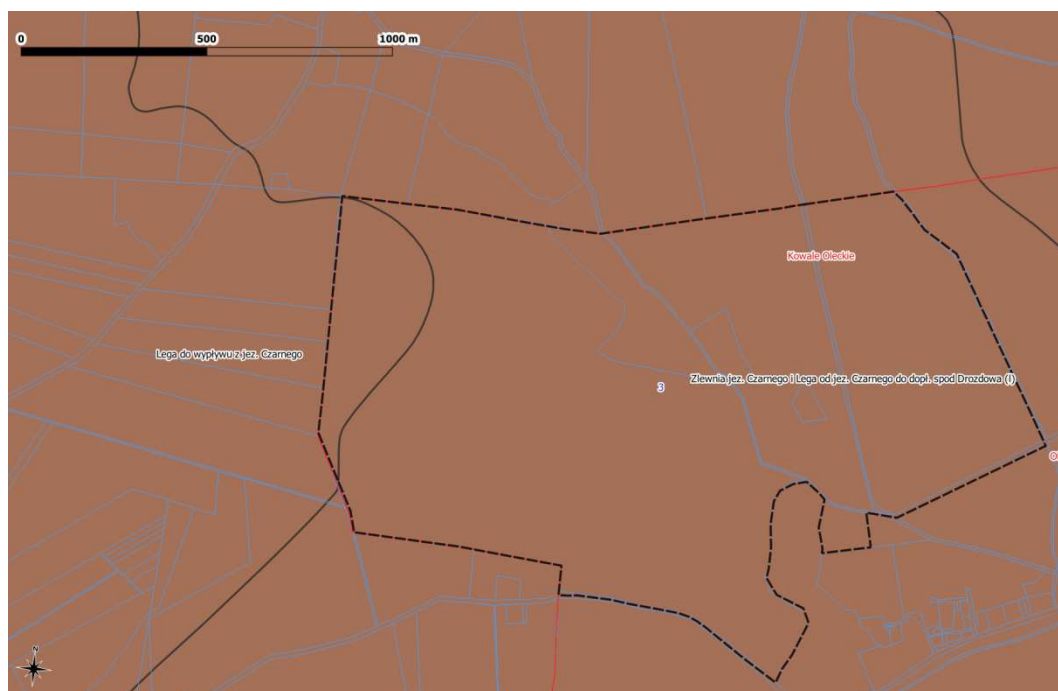 0 500 1000 m
Kowale Oleckie
Lega do wypływu z jez. Czarnego
Zlewnia jez. Czarnego i Lega od jez. Czarnego do dopł. spod Drozdowa (l)
3
O
N